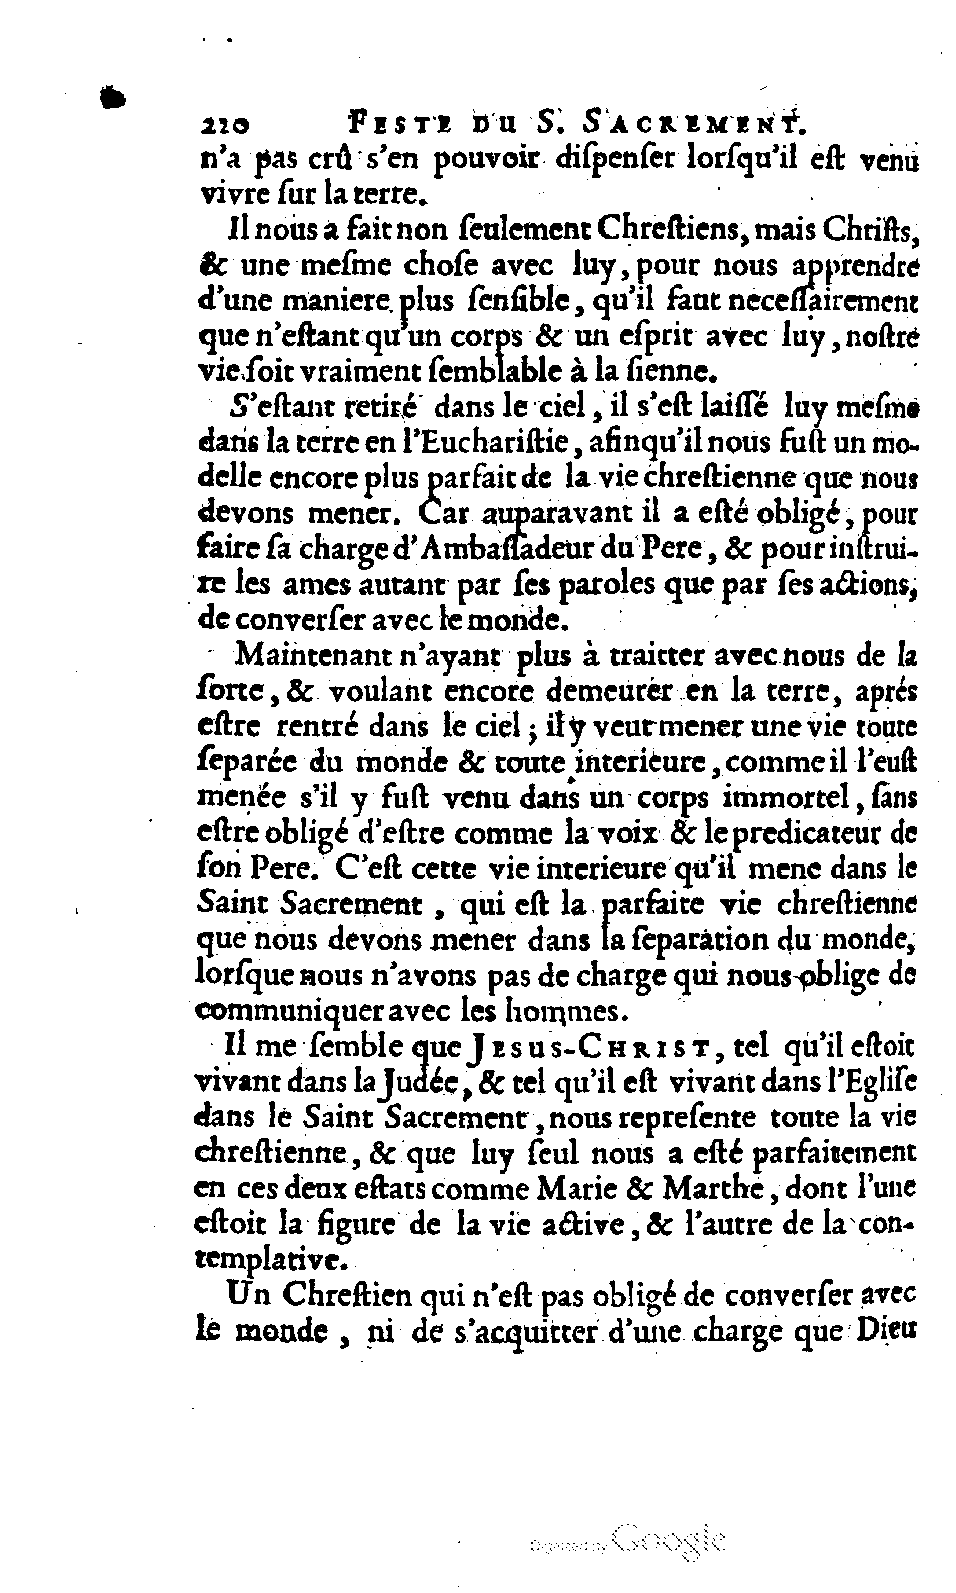 220 FESTE DU S. SACREMENT.
n'a pas crû s'en pouvoir diſpenſer lorſqu'il eſt venu
vivre ſur la terre.
Il nous a fait non ſeulement Chreſtiens, mais Chriſts,
& une meſme choſe avec luy, pour nous apprendre
d'une maniere plus ſenſible, qu'il faut neceſſairement
que n'eſtant qu'un corps & un eſprit avec luy, noſtre
vie ſoit vraiment ſemblable à la ſienne.
S'eſtant retiré dans le ciel, il s'eſt laiſſé luy meſme
dans la terre en l'Euchariſtie, afinqu'il nous fuſt un mo-
delle encore plus parfait de la vie chreſtienne que nous
devons mener. Car auparavant il a eſté obligé, pour
faire ſa charge d'Ambaſſadeur du Pere, & pour inſtrui-
re les ames autant par ſes paroles que par ſes actions,
de converſer avec le monde.
Maintenant n'ayant plus à traitter avec nous de la
ſorte, & voulant encore demeurer en la terre, aprés
eſtre rentré dans le ciel; il y veut mener une vie toute
ſeparée du monde & toute interieure, comme il l'euſt
menée s'il y fuſt venu dans un corps immortel, ſans
eſtre obligé d'eſtre comme la voix & le predicateur de
ſon Pere. C'eſt cette vie interieure qu'il mene dans le
Saint Sacrement, qui eſt la parfaite vie chreſtienne
que nous devons mener dans la ſeparation du monde,
lorſque nous n'avons pas de charge qui nous oblige de
communiquer avec les hommes.
Il me ſemble que JESUS-CHRIST, tel qu'il eſtoit
vivant dans la Judée, & tel qu'il eſt vivant dans l'Egliſe
dans le Saint Sacrement, nous repreſente toute la vie
chreſtienne, & que luy ſeul nous a eſté parfaitement
en ces deux eſtats comme Marie & Marthe, dont l'une
eſtoit la figure de la vie active, & l'autre de la con-
templative.
Un Chreſtien qui n'eſt pas obligé de converſer avec
le monde, ni de s'acquitter d'une charge que Dieu
Digitized by Google